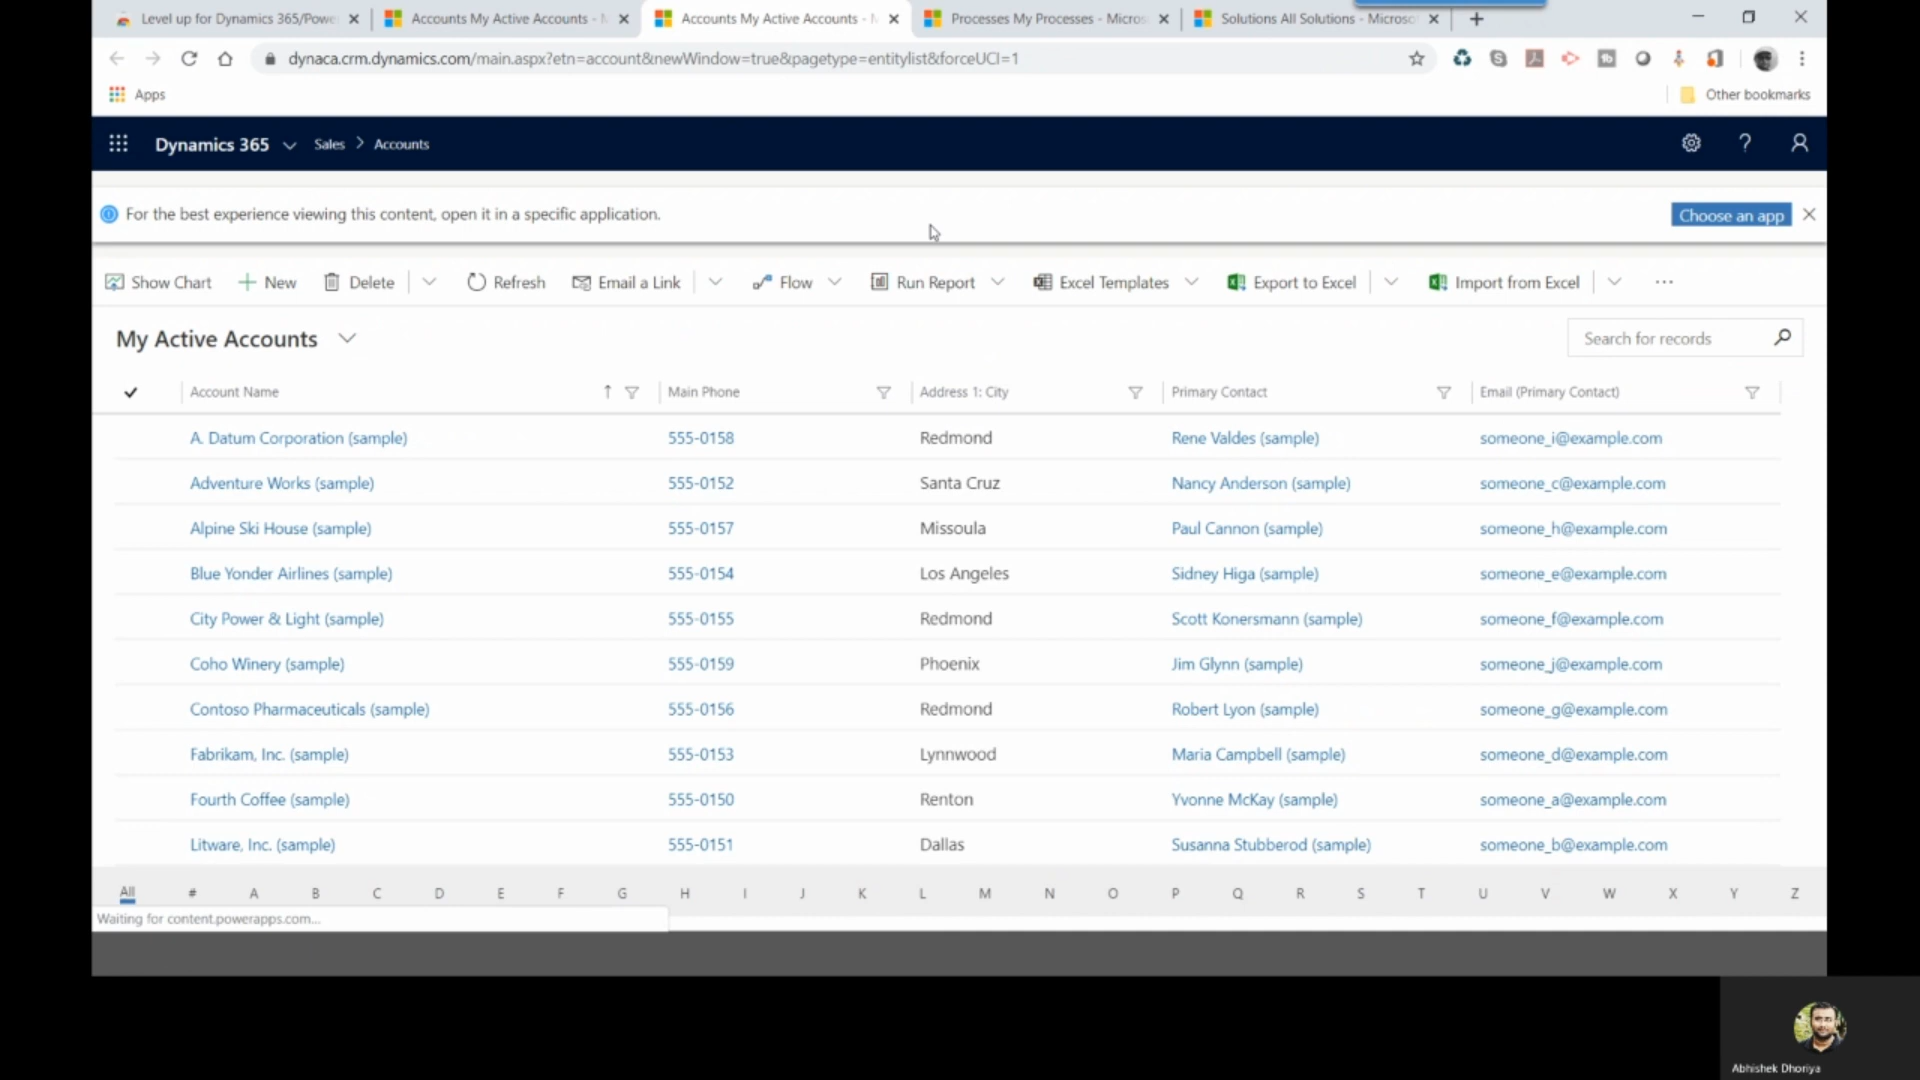 Level up for Dynamics 365/Power
Accounts My Active Accounts -
Accounts My Active Accounts -
Processes My Processes - Micros
Solutions All Solutions - Microso
dynaca.crm.dynamics.com/main.aspx?etn=account&newWindow=true&pagetype=entitylist&forceUCI=1
Apps
Other bookmarks
Dynamics 365
Sales > Accounts
?
For the best experience viewing this content, open it in a specific application.
Choose an app
Show Chart
New
Delete
Refresh
Email a Link
Flow
Run Report
Excel Templates
Export to Excel
Import from Excel
My Active Accounts
Search for records
Account Name Main Phone Address 1: City Primary Contact Email (Primary Contact)
A. Datum Corporation (sample) 555-0158 Redmond Rene Valdes (sample) someone_i@example.com
Adventure Works (sample) 555-0152 Santa Cruz Nancy Anderson (sample) someone_c@example.com
Alpine Ski House (sample) 555-0157 Missoula Paul Cannon (sample) someone_h@example.com
Blue Yonder Airlines (sample) 555-0154 Los Angeles Sidney Higa (sample) someone_e@example.com
City Power & Light (sample) 555-0155 Redmond Scott Konersmann (sample) someone_f@example.com
Coho Winery (sample) 555-0159 Phoenix Jim Glynn (sample) someone_j@example.com
Contoso Pharmaceuticals (sample) 555-0156 Redmond Robert Lyon (sample) someone_g@example.com
Fabrikam, Inc. (sample) 555-0153 Lynnwood Maria Campbell (sample) someone_d@example.com
Fourth Coffee (sample) 555-0150 Renton Yvonne McKay (sample) someone_a@example.com
Litware, Inc. (sample) 555-0151 Dallas Susanna Stubberod (sample) someone_b@example.com
All # A B C D E F G H I J K L M N O P Q R S T U V W X Y Z
Waiting for content.powerapps.com...
Abhishek Dhoriya